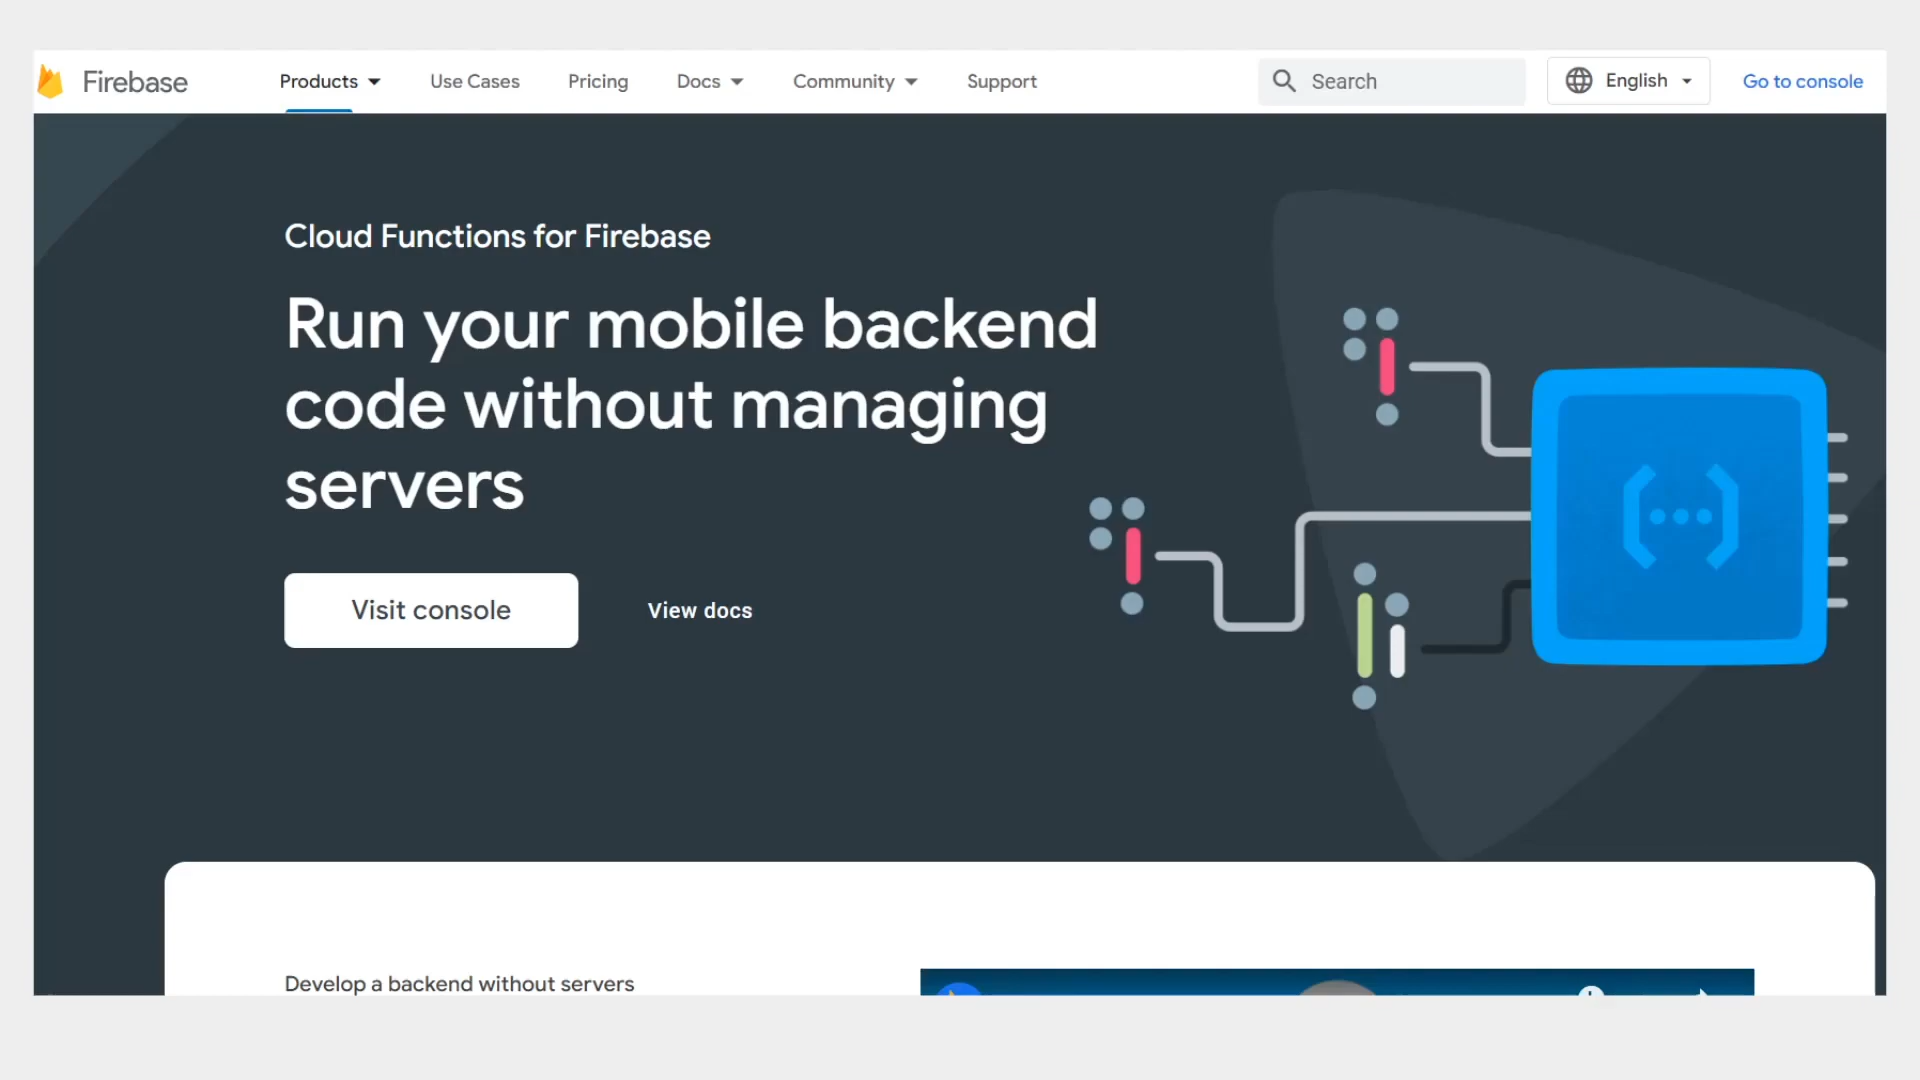 Firebase
Products
Use Cases
Pricing
Docs
Community
Support
Search
English
Go to console
Cloud Functions for Firebase
Run your mobile backend
code without managing
servers
Visit console
View docs
Develop a backend without servers